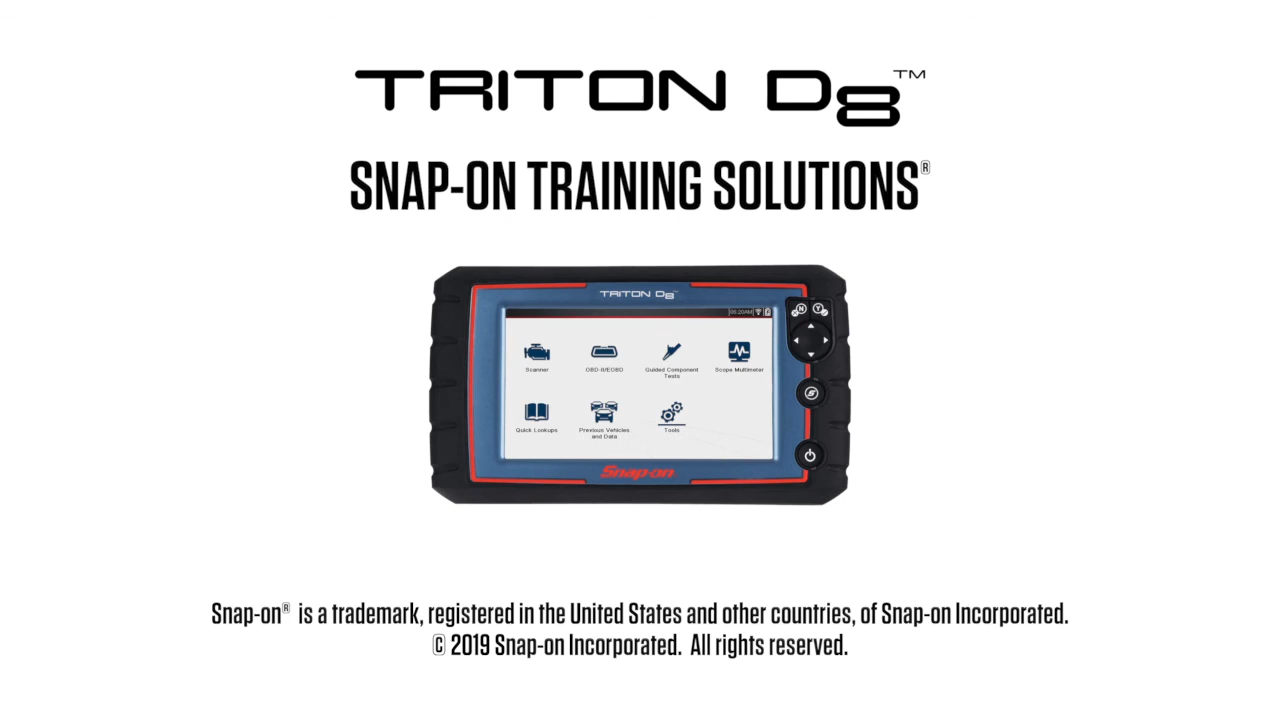 TRITON D8™
SNAP-ON TRAINING SOLUTIONS®
TRITON D8™
05:20AM
Scanner
OBD-II/EOBD
Guided Component
Tests
Scope Multimeter
Quick Lookups
Previous Vehicles
and Data
Tools
N
Y
Snap-on
Snap-on® is a trademark, registered in the United States and other countries, of Snap-on Incorporated.
© 2019 Snap-on Incorporated. All rights reserved.